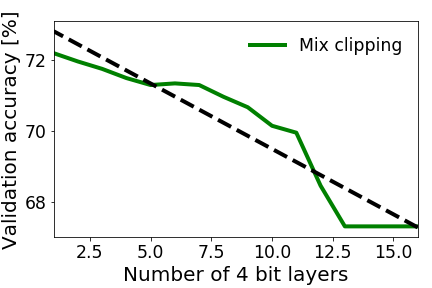 Validation accuracy [%]
72
70
68
Mix clipping
2.5 5.0 7.5 10.0 12.5 15.0
Number of 4 bit layers